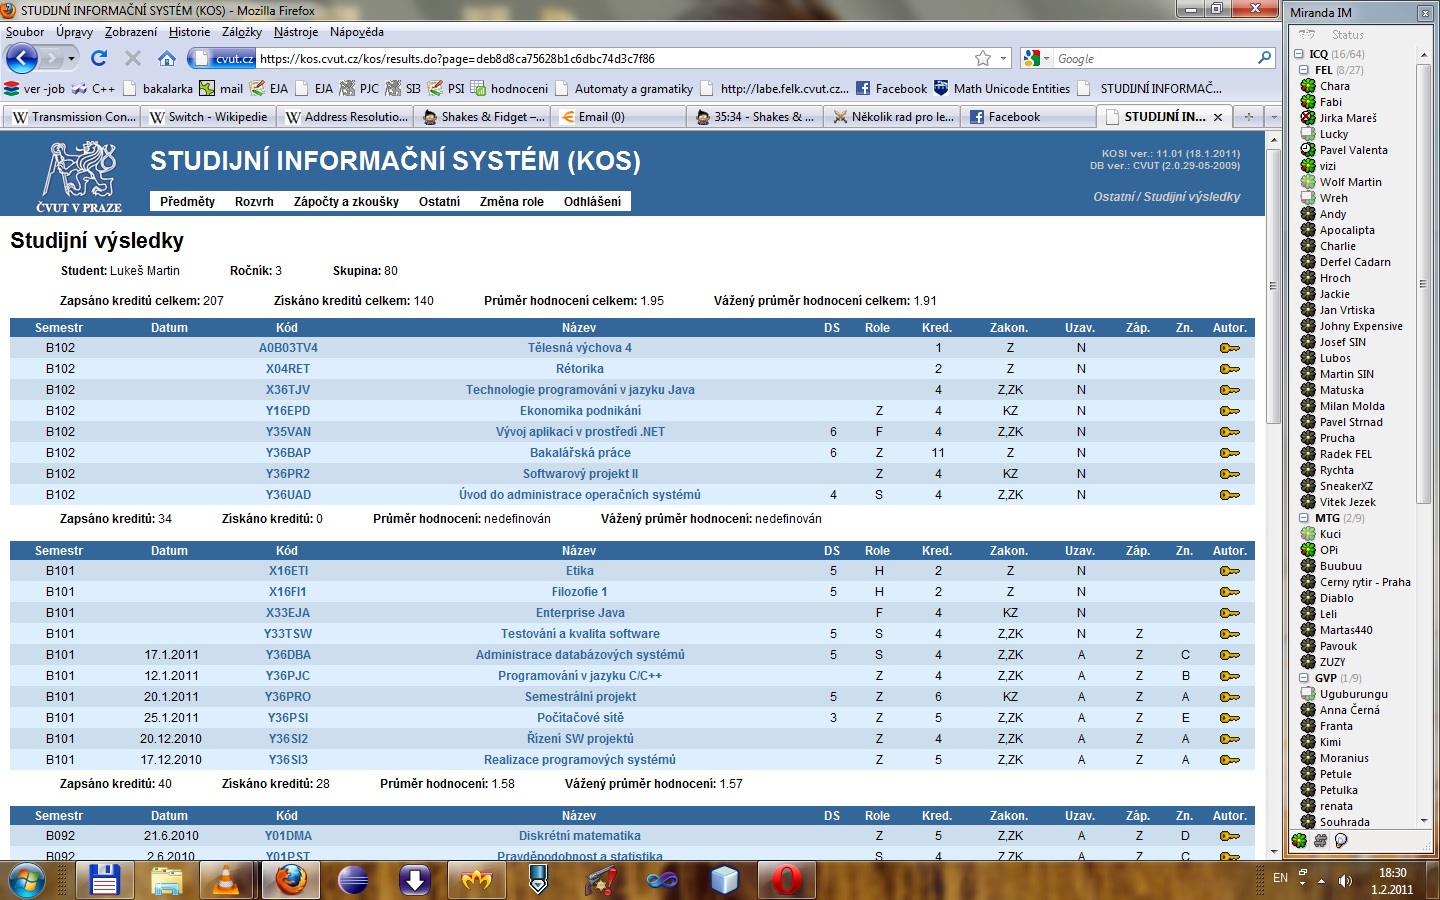 STUDIJNÍ INFORMAČNÍ SYSTÉM (KOS) - Mozilla Firefox
Soubor Úpravy Zobrazení Historie Záložky Nástroje Nápověda
cvut.cz https://kos.cvut.cz/kos/results.do?page=deb8d8ca75628b1c6dbc74d3c7f86 Google
ver -job C++ bakalarka mail EJA EJA PJC SI3 PSI hodnoceni Automaty a gramatiky http://labe.felk.cvut.cz... Facebook Math Unicode Entities STUDIJNÍ INFORMAČ...
Transmission Con... Switch - Wikipedie Address Resolutio... Shakes & Fidget –... Email (0) 35:34 - Shakes & ... Několik rad pro le... Facebook STUDIJNÍ IN...
STUDIJNÍ INFORMAČNÍ SYSTÉM (KOS)
KOSI ver.: 11.01 (18.1.2011)
DB ver.: CVUT (2.0.29-05-2009)
ČVUT V PRAZE
Předměty Rozvrh Zápočty a zkoušky Ostatní Změna role Odhlášení
Ostatní / Studijní výsledky
Studijní výsledky
Student: Lukeš Martin Ročník: 3 Skupina: 80
Zapsáno kreditů celkem: 207 Získáno kreditů celkem: 140 Průměr hodnocení celkem: 1.95 Vážený průměr hodnocení celkem: 1.91
Semestr Datum Kód Název DS Role Kred. Zakon. Uzav. Záp. Zn. Autor.
B102 A0B03TV4 Tělesná výchova 4 1 Z N
B102 X04RET Rétorika 2 Z N
B102 X36TJV Technologie programování v jazyku Java 4 Z,ZK N
B102 Y16EPD Ekonomika podnikání Z 4 KZ N
B102 Y35VAN Vývoj aplikací v prostředí .NET 6 F 4 Z,ZK N
B102 Y36BAP Bakalářská práce 6 Z 11 Z N
B102 Y36PR2 Softwarový projekt II Z 4 KZ N
B102 Y36UAD Úvod do administrace operačních systémů 4 S 4 Z,ZK N
Zapsáno kreditů: 34 Získáno kreditů: 0 Průměr hodnocení: nedefinován Vážený průměr hodnocení: nedefinován
Semestr Datum Kód Název DS Role Kred. Zakon. Uzav. Záp. Zn. Autor.
B101 X16ETI Etika 5 H 2 Z N
B101 X16FI1 Filozofie 1 5 H 2 Z N
B101 X33EJA Enterprise Java F 4 KZ N
B101 Y33TSW Testování a kvalita software 5 S 4 Z,ZK N Z
B101 17.1.2011 Y36DBA Administrace databázových systémů 5 S 4 Z,ZK A Z C
B101 12.1.2011 Y36PJC Programování v jazyku C/C++ Z 4 Z,ZK A Z B
B101 20.1.2011 Y36PRO Semestrální projekt 5 Z 6 KZ A Z A
B101 25.1.2011 Y36PSI Počítačové sítě 3 Z 5 Z,ZK A Z E
B101 20.12.2010 Y36SI2 Řízení SW projektů Z 4 Z,ZK A Z A
B101 17.12.2010 Y36SI3 Realizace programových systémů Z 5 Z,ZK A Z A
Zapsáno kreditů: 40 Získáno kreditů: 28 Průměr hodnocení: 1.58 Vážený průměr hodnocení: 1.57
Semestr Datum Kód Název DS Role Kred. Zakon. Uzav. Záp. Zn. Autor.
B092 21.6.2010 Y01DMA Diskrétní matematika Z 5 Z,ZK A Z D
B092 2.6.2010 Y01PST Pravděpodobnost a statistika S 4 Z,ZK A Z C
Miranda IM
Status
ICQ (16/64)
FEL (8/27)
Chara
Fabi
Jirka Mareš
Lucky
Pavel Valenta
vizi
Wolf Martin
Wreh
Andy
Apocalipta
Charlie
Derfel Cadarn
Hroch
Jackie
Jan Vrtiska
Johny Expensive
Josef SIN
Lubos
Martin SIN
Matuska
Milan Molda
Pavel Strnad
Prucha
Radek FEL
Rychta
SneakerXZ
Vitek Jezek
MTG (2/9)
Kuci
OPi
Buubuu
Cerny rytir - Praha
Diablo
Leli
Martas440
Pavouk
ZUZY
GVP (1/9)
Uguburungu
Anna Černá
Franta
Kimi
Moranius
Petule
Petulka
renata
Souhrada
EN
18:30
1.2.2011